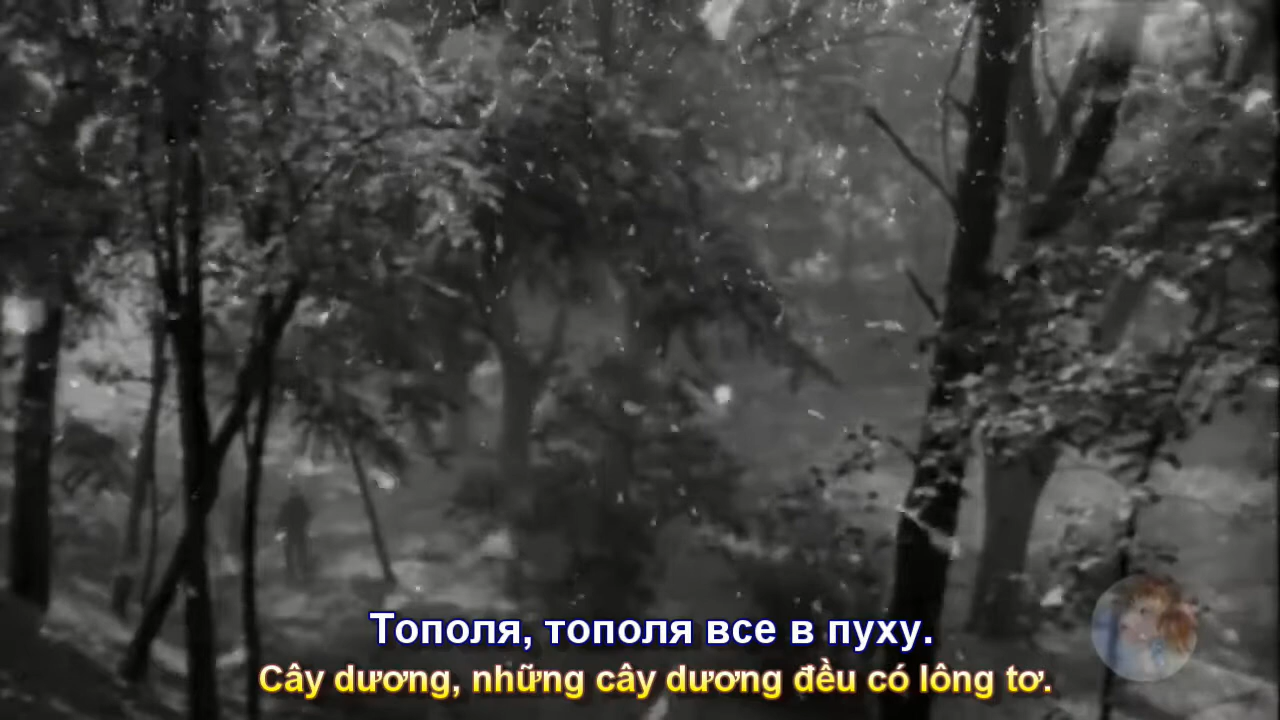 Тополя, тополя все в пуху.
Cây dương, những cây dương đều có lông tơ.